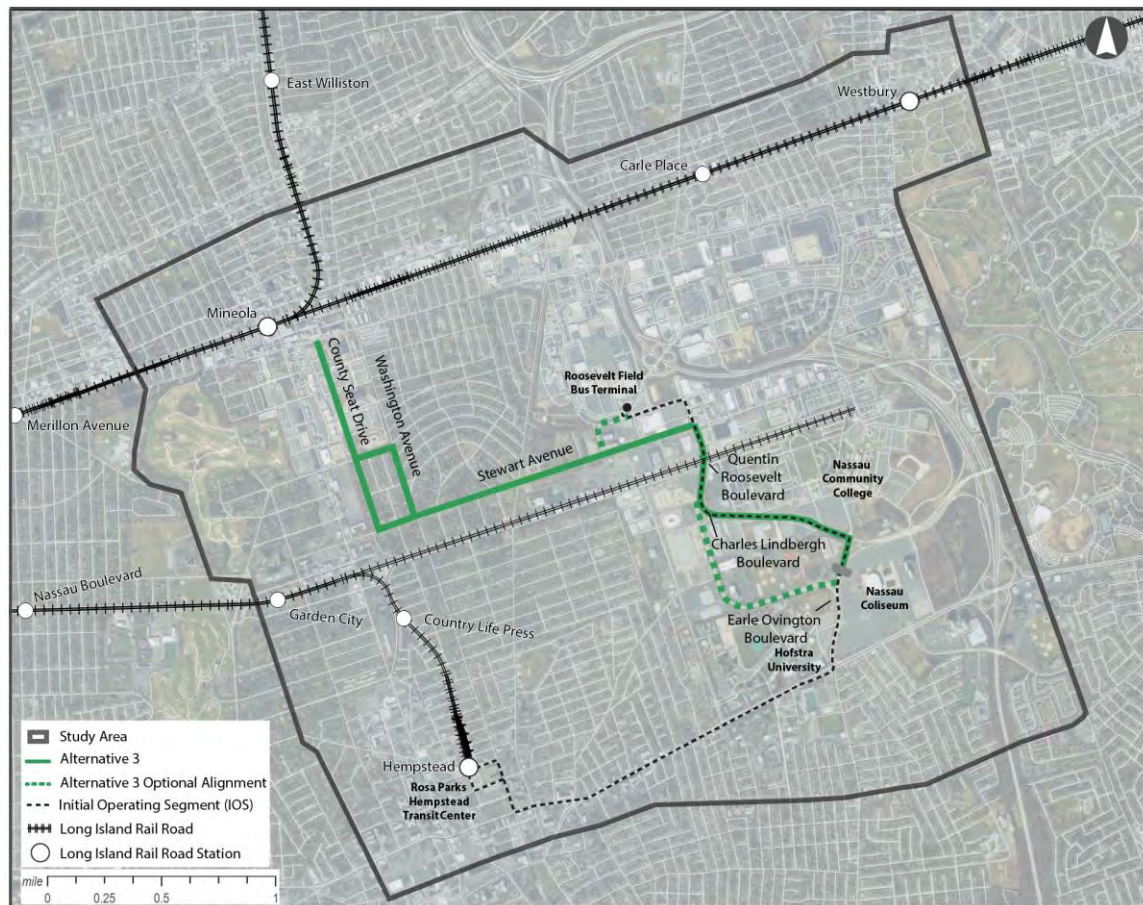 East Williston
Westbury
Carle Place
Mineola
Merillon Avenue
County Seat Drive
Washington Avenue
Roosevelt Field
Bus Terminal
Stewart Avenue
Quentin
Roosevelt
Boulevard
Nassau
Community
College
Charles Lindbergh
Boulevard
Nassau Boulevard
Garden City
Country Life Press
Nassau
Coliseum
Earle Ovington
Boulevard
Hofstra
University
Hempstead
Rosa Parks
Hempstead
TransitCenter
Study Area
Alternative 3
Alternative 3 Optional Alignment
Initial Operating Segment (IOS)
Long Island Rail Road
Long Island Rail Road Station
mile
0 0.25 0.5 1